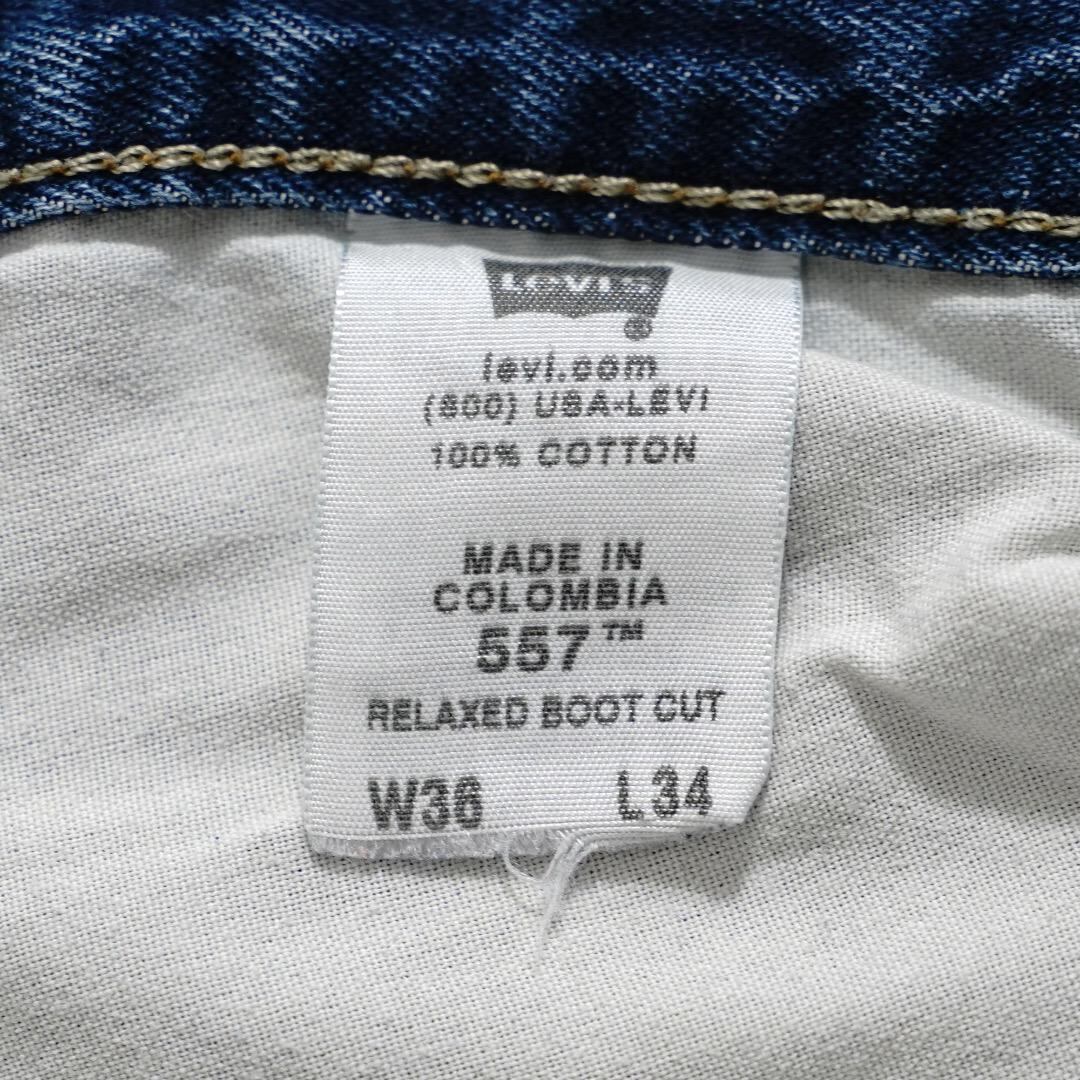 Levi's
®
levi.com
(800) USA-LEVI
100% COTTON
MADE IN
COLOMBIA
557™
RELAXED BOOT CUT
W36 L34